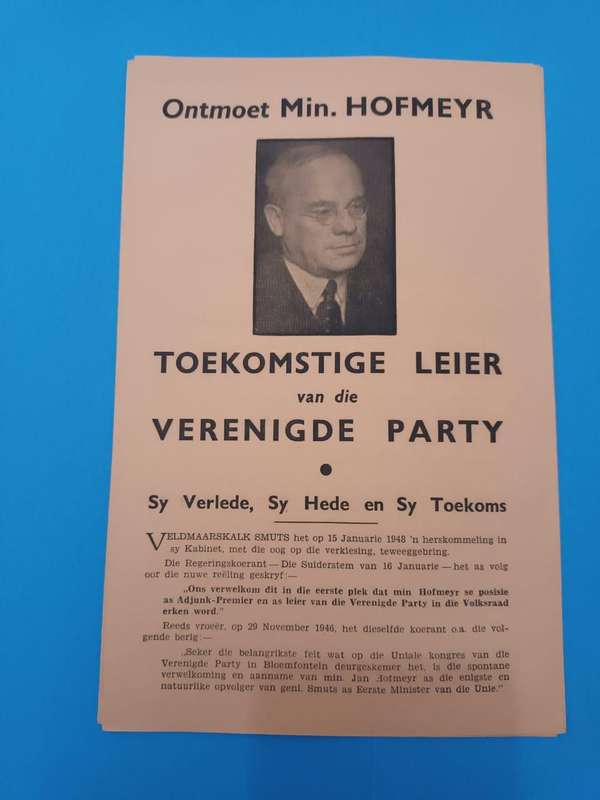 Ontmoet Min. HOFMEYR
TOEKOMSTIGE LEIER
van die
VERENIGDE PARTY
Sy Verlede, Sy Hede en Sy Toekoms
VELDMAARSKALK SMUTS het op 15 Januarie 1948 'n herskommeling in
sy Kabinet, met die oog op die verkiesing, teweeggebring.
Die Regeringskoerant — Die Suiderstem van 16 Januarie — het as volg
oor die nuwe reëling geskryf:—
„Ons verwelkom dit in die eerste plek dat min Hofmeyr se posisie
as Adjunk-Premier en as leier van die Verenigde Party in die Volksraad
erken word."
Reeds vroeër, op 29 November 1946, het dieselfde koerant o.a. die vol-
gende berig:—
„Seker die belangrikste feit wat op die Uniale kongres van die
Verenigde Party in Bloemfontein deurgeskemer het, is die spontane
verwelkoming en aanname van min. Jan Hofmeyr as die enigste en
natuurlike opvolger van genl. Smuts as Eerste Minister van die Unie."